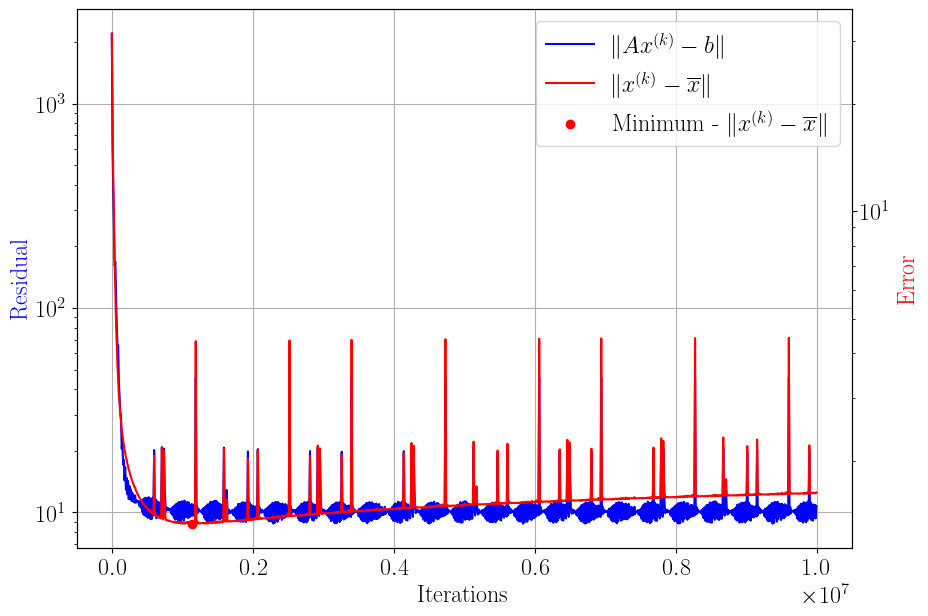 ‖Ax^{(k)} − b‖
‖x^{(k)} − x̅‖
Minimum - ‖x^{(k)} − x̅‖
Residual
10^3
10^2
10^1
10^1
Error
0.0 0.2 0.4 0.6 0.8 1.0
Iterations
×10^7